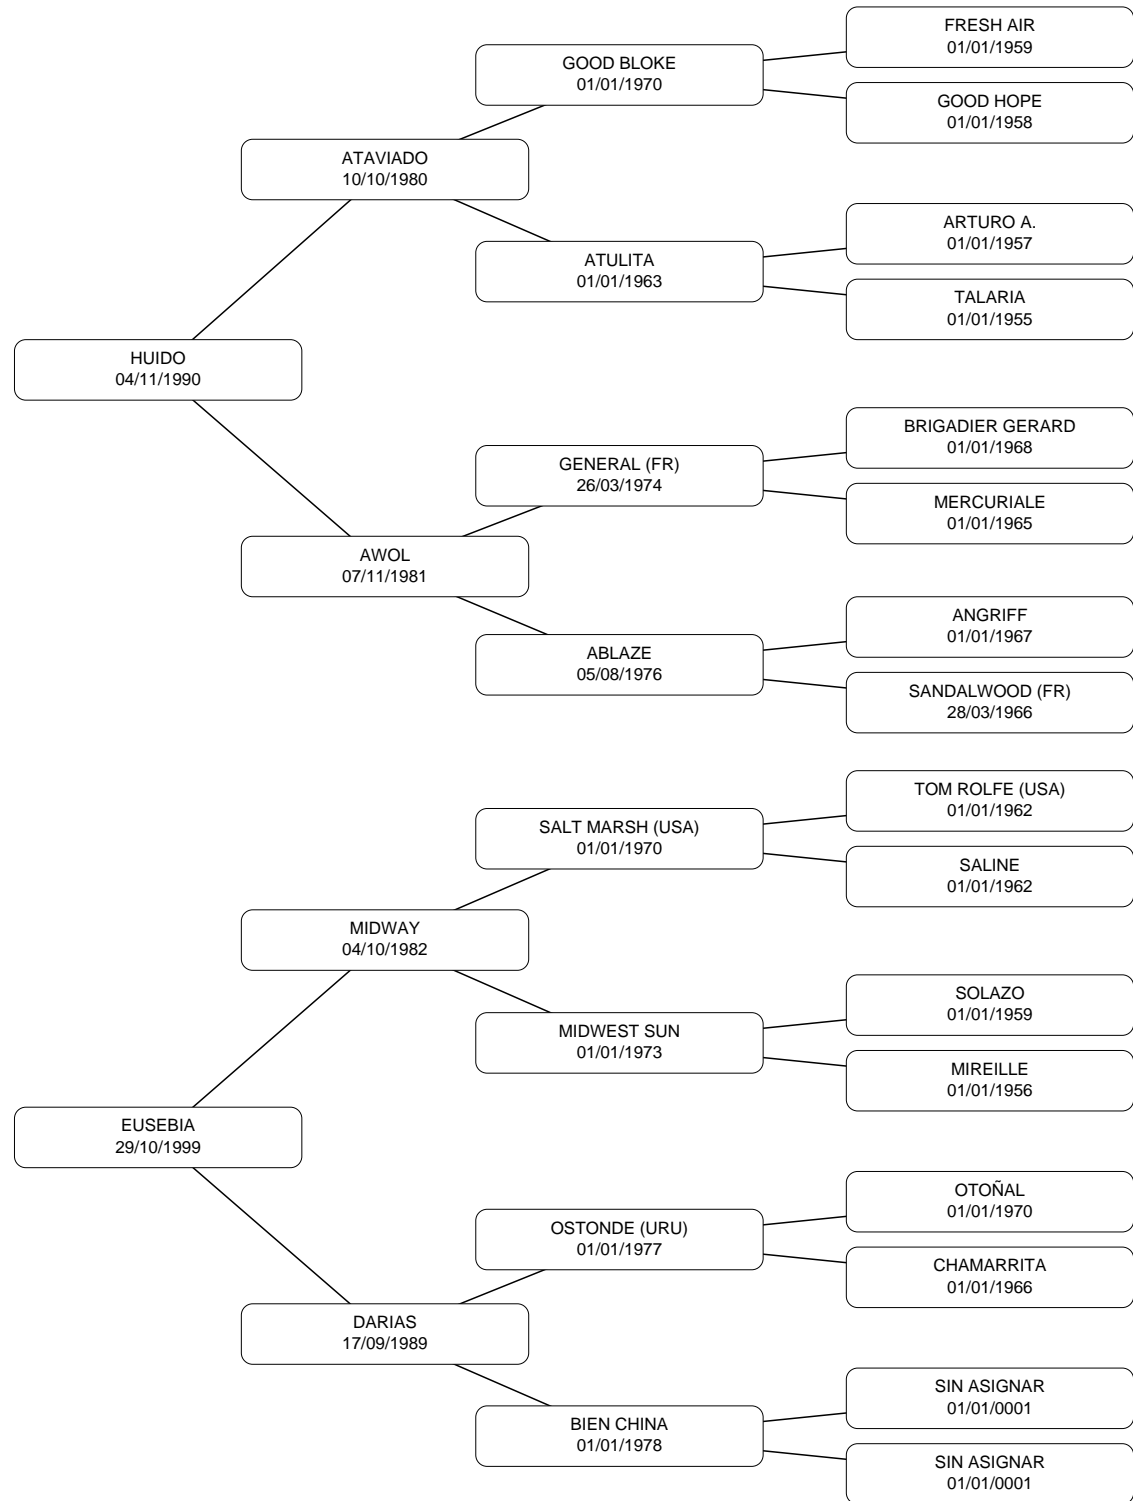 FRESH AIR
01/01/1959
GOOD BLOKE
01/01/1970
GOOD HOPE
01/01/1958
ATAVIADO
10/10/1980
ARTURO A.
01/01/1957
ATULITA
01/01/1963
TALARIA
01/01/1955
HUIDO
04/11/1990
BRIGADIER GERARD
01/01/1968
GENERAL (FR)
26/03/1974
MERCURIALE
01/01/1965
AWOL
07/11/1981
ANGRIFF
01/01/1967
ABLAZE
05/08/1976
SANDALWOOD (FR)
28/03/1966
TOM ROLFE (USA)
01/01/1962
SALT MARSH (USA)
01/01/1970
SALINE
01/01/1962
MIDWAY
04/10/1982
SOLAZO
01/01/1959
MIDWEST SUN
01/01/1973
MIREILLE
01/01/1956
EUSEBIA
29/10/1999
OTOÑAL
01/01/1970
OSTONDE (URU)
01/01/1977
CHAMARRITA
01/01/1966
DARIAS
17/09/1989
SIN ASIGNAR
01/01/0001
BIEN CHINA
01/01/1978
SIN ASIGNAR
01/01/0001